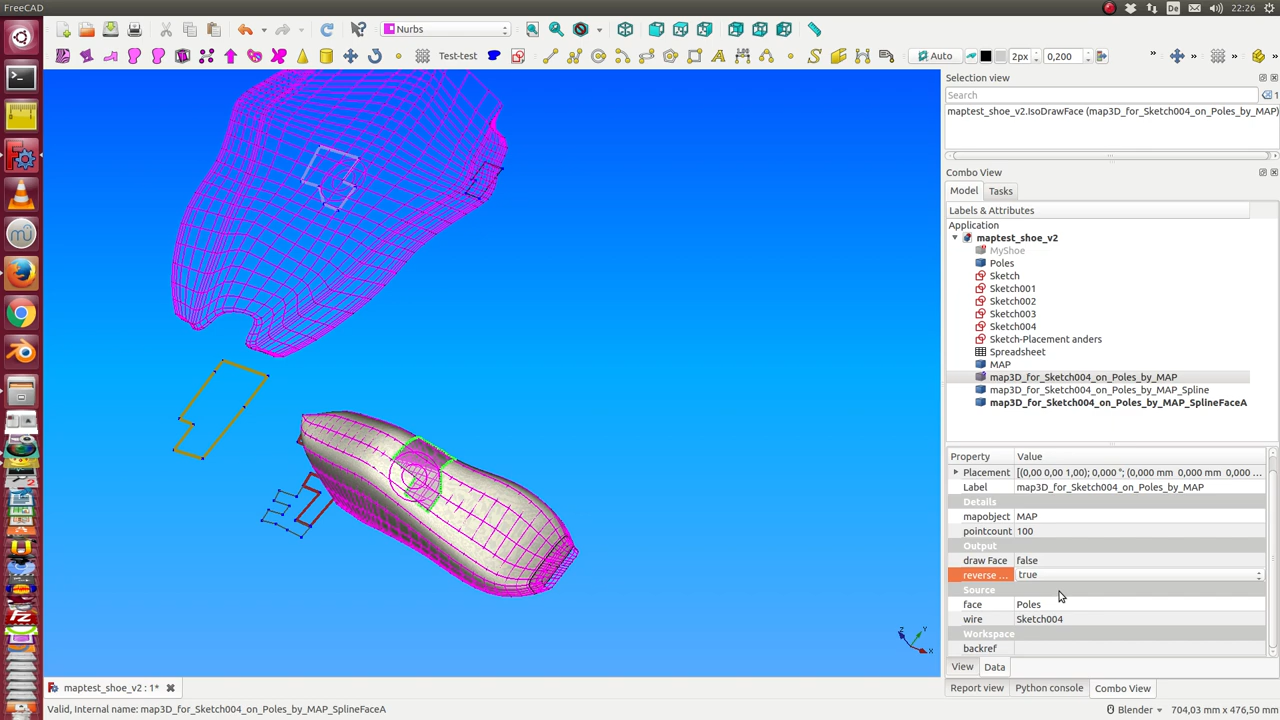 FreeCAD
22:26
Nurbs
Test-test
Auto
2px
0,200
»
»
»
Selection view
Search
1
maptest_shoe_v2.IsoDrawFace (map3D_for_Sketch004_on_Poles_by_MAP)
Combo View
Model
Tasks
Labels & Attributes
Application
maptest_shoe_v2
MyShoe
Poles
Sketch
Sketch001
Sketch002
Sketch003
Sketch004
Sketch-Placement anders
Spreadsheet
MAP
map3D_for_Sketch004_on_Poles_by_MAP
map3D_for_Sketch004_on_Poles_by_MAP_Spline
map3D_for_Sketch004_on_Poles_by_MAP_SplineFaceA
Property Value
Placement [(0,00 0,00 1,00); 0,000 °; (0,000 mm 0,000 mm 0,000 ...
Label map3D_for_Sketch004_on_Poles_by_MAP
Details
mapobject MAP
pointcount 100
Output
draw Face false
reverse ... true
Source
face Poles
wire Sketch004
Workspace
backref
View
Data
Z
Y
X
maptest_shoe_v2 : 1*
Report view
Python console
Combo View
Valid, Internal name: map3D_for_Sketch004_on_Poles_by_MAP_SplineFaceA
Blender
704,03 mm x 476,50 mm